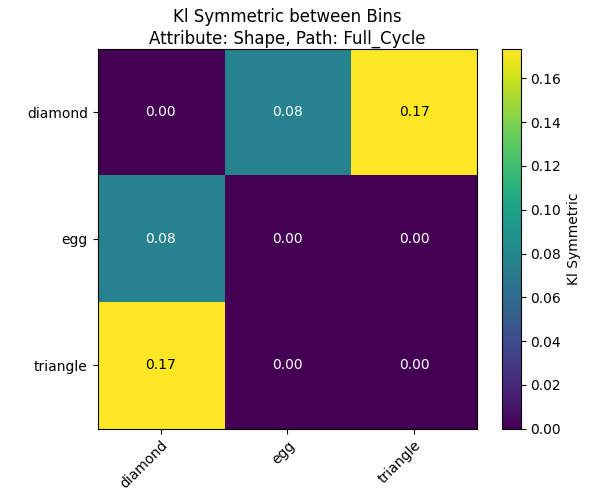 Kl Symmetric between Bins
Attribute: Shape, Path: Full_Cycle
diamond 0.00 0.08 0.17
egg 0.08 0.00 0.00
triangle 0.17 0.00 0.00
diamond egg triangle
0.16
0.14
0.12
0.10
0.08
0.06
0.04
0.02
0.00
Kl Symmetric